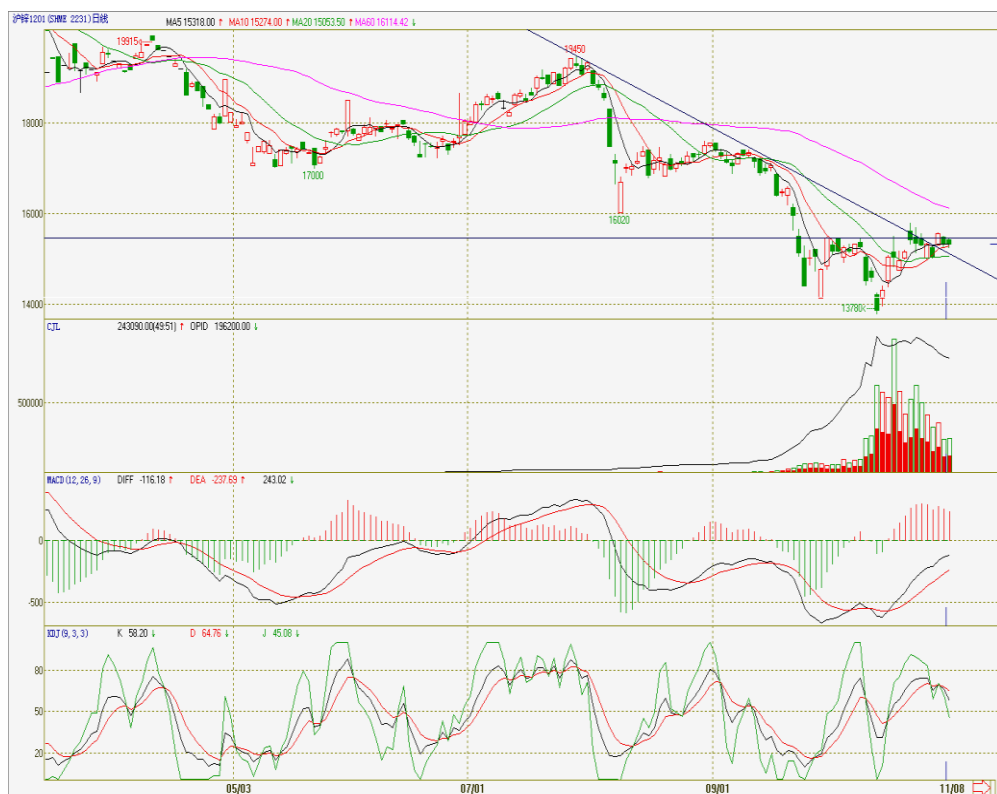 沪锌1201(SHME 2231)日线 MA5 15318.00 ↑ MA10 15274.00 ↑ MA20 15053.50 ↑ MA60 16114.42 ↓
19915
19450
18000
17000
16000
16020
14000
13780
CJL 243090.00(49:51) ↑ OPID 196200.00 ↓
500000
MACD(12,26,9) DIFF -116.18 ↑ DEA -237.69 ↑ 243.02 ↓
0
-500
KDJ(9,3,3) K 58.20 ↓ D 64.76 ↓ J 45.08 ↓
80
50
20
05/03 07/01 09/01 11/08